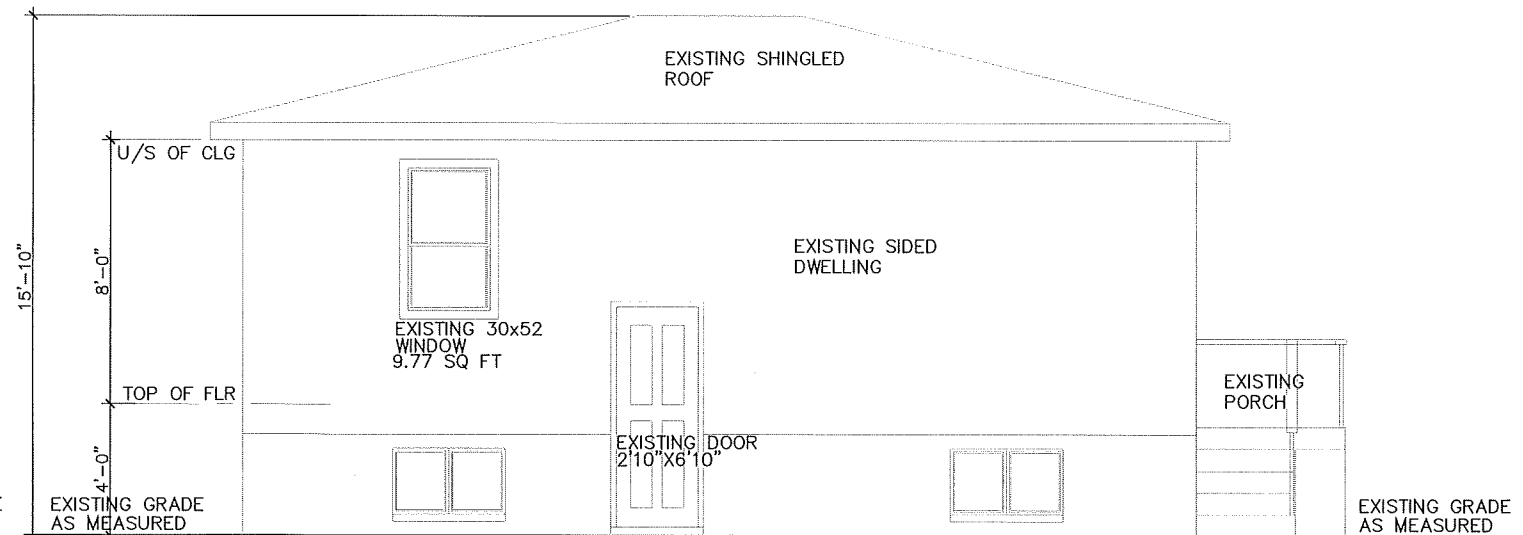 EXISTING SHINGLED
ROOF
U/S OF CLG
15'-10"
8'-0"
EXISTING SIDED
DWELLING
EXISTING 30x52
WINDOW
9.77 SQ FT
TOP OF FLR
EXISTING
PORCH
EXISTING DOOR
2'10"X6'10"
4'-0"
EXISTING GRADE
AS MEASURED
EXISTING GRADE
AS MEASURED